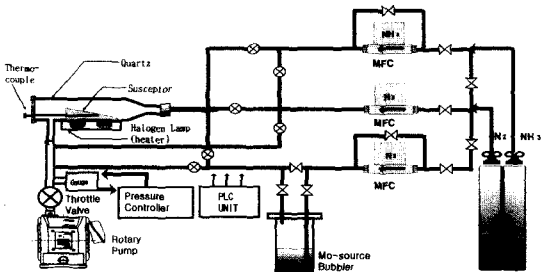 NH₃
MFC
Quartz
Thermo-
couple
Susceptor
N₂
MFC
N₂
NH₃
Halogen Lamp
(heater)
N₂
MFC
Gauge
Throttle
Valve
Pressure
Controller
PLC
UNIT
Rotary
Pump
Mo-source
Bubbler